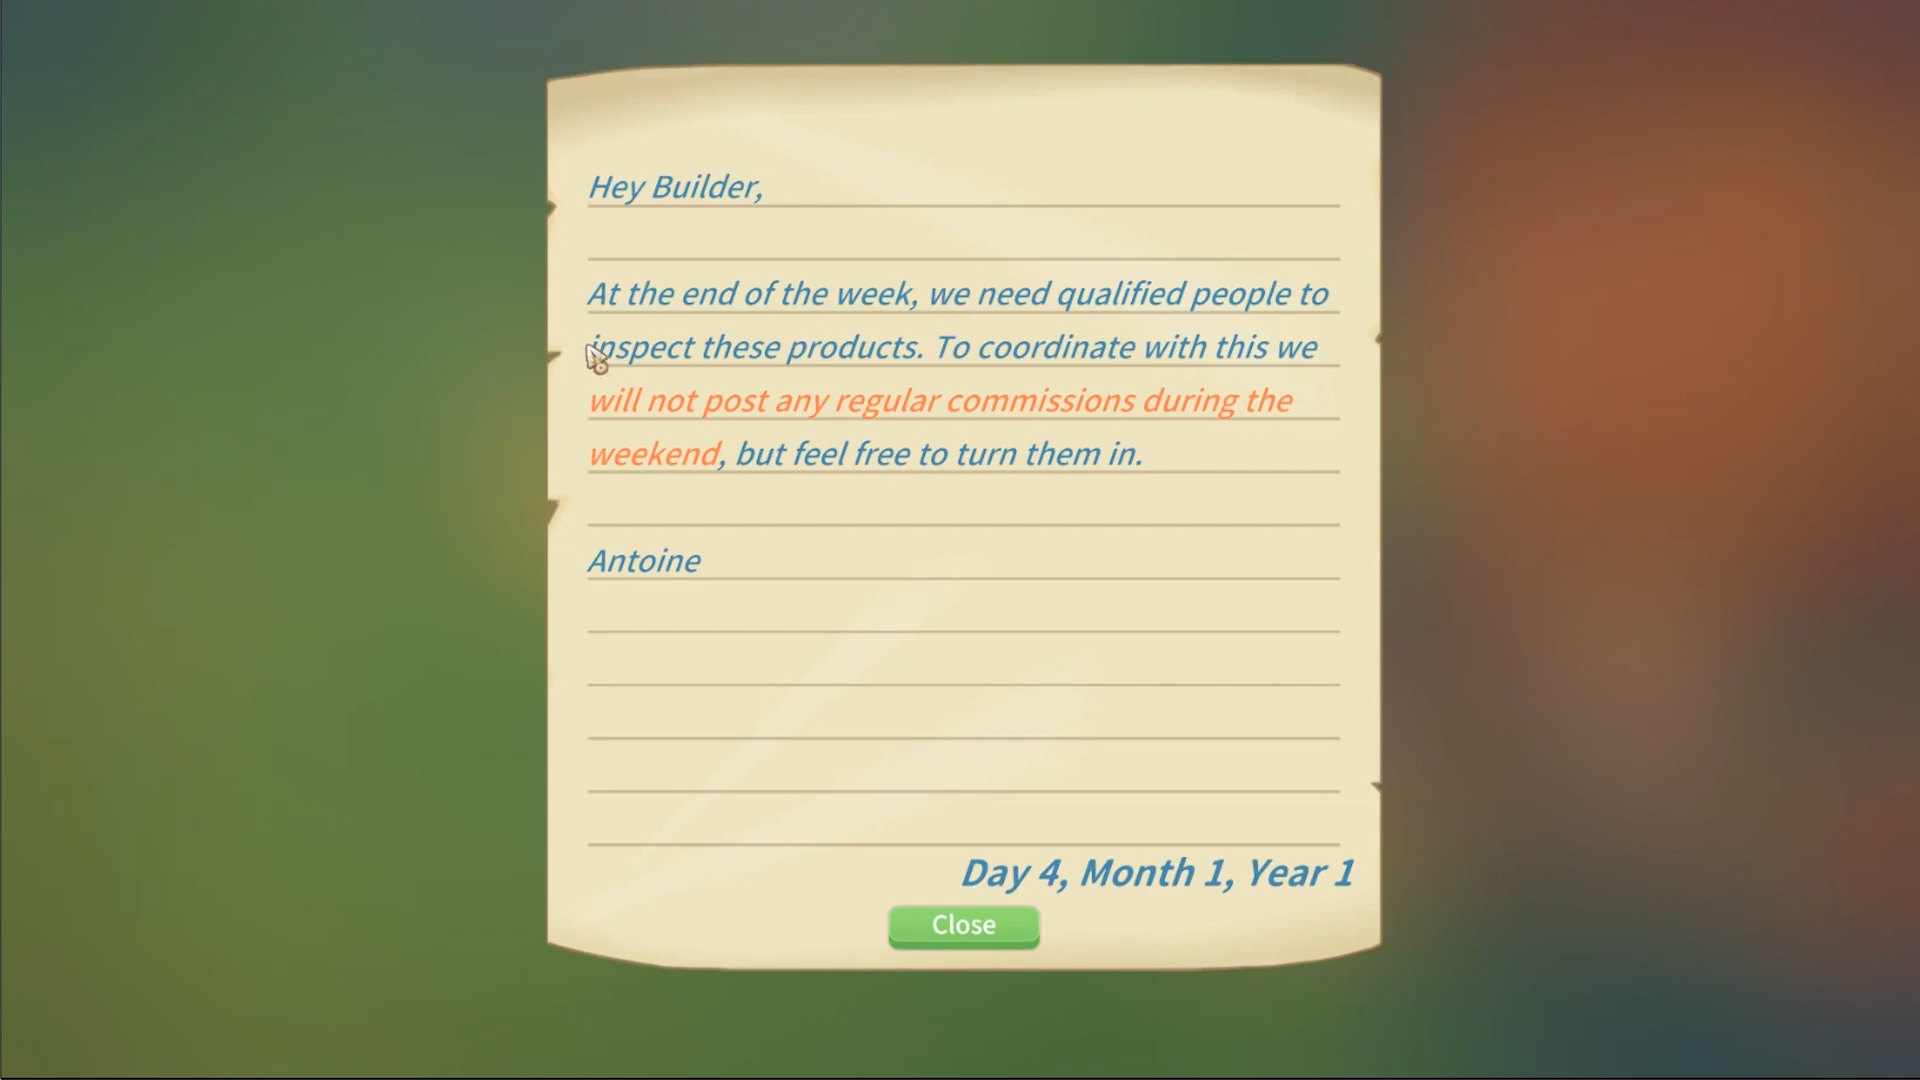 Hey Builder,
At the end of the week, we need qualified people to
inspect these products. To coordinate with this we
will not post any regular commissions during the
weekend, but feel free to turn them in.
Antoine
Day 4, Month 1, Year 1
Close